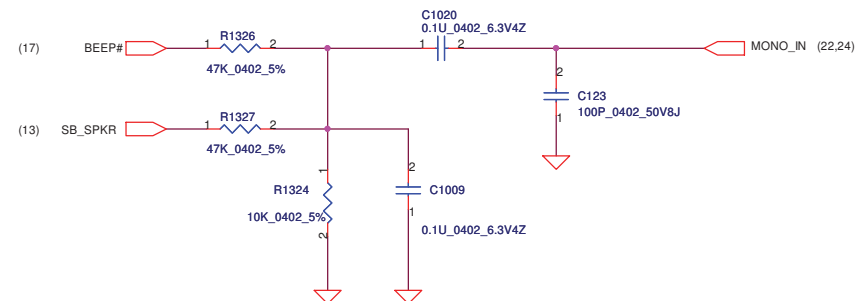 C1020
0.1U_0402_6.3V4Z
(17) BEEP# 1 R1326 2 1 2 MONO_IN (22,24)
47K_0402_5%
2
C123
100P_0402_50V8J
1
(13) SB_SPKR 1 R1327 2
47K_0402_5%
1 2
R1324 C1009
10K_0402_5% 1
2 0.1U_0402_6.3V4Z